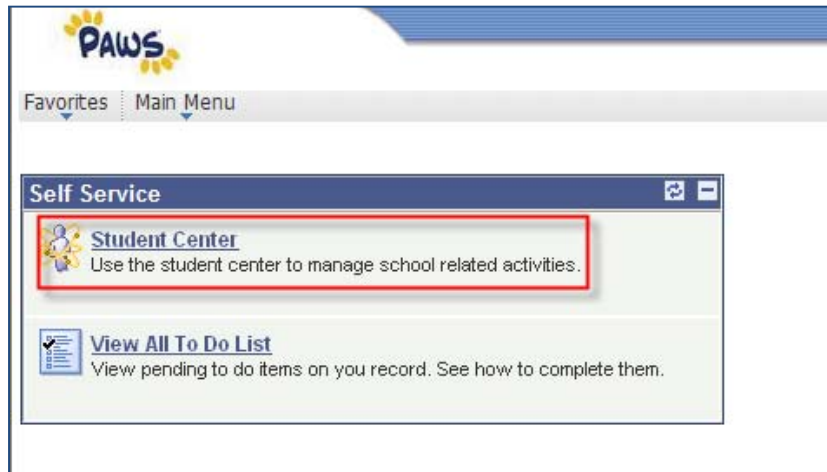 PAWS
Favorites Main Menu
Self Service
Student Center
Use the student center to manage school related activities.
View All To Do List
View pending to do items on you record. See how to complete them.